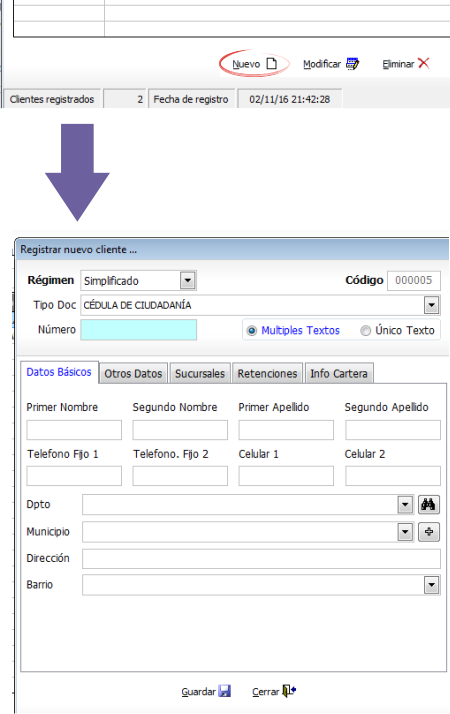 Nuevo Modificar Eliminar
Clientes registrados 2 Fecha de registro 02/11/16 21:42:28
Registrar nuevo cliente ...
Régimen Simplificado Código 000005
Tipo Doc CÉDULA DE CIUDADANÍA
Número Multiples Textos Único Texto
Datos Básicos Otros Datos Sucursales Retenciones Info Cartera
Primer Nombre Segundo Nombre Primer Apellido Segundo Apellido
Telefono Fijo 1 Telefono. Fijo 2 Celular 1 Celular 2
Dpto
Municipio
Dirección
Barrio
Guardar Cerrar